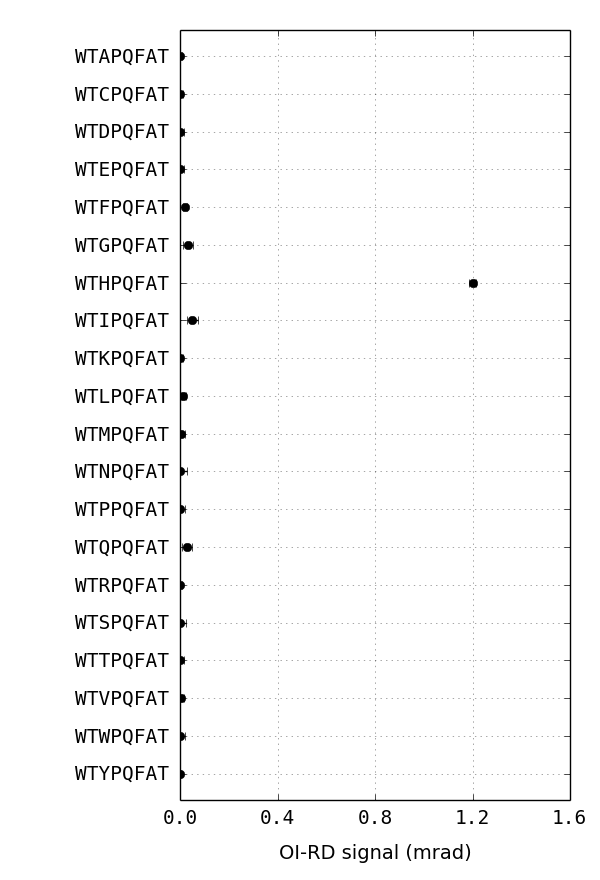 WTAPQFAT
WTCPQFAT
WTDPQFAT
WTEPQFAT
WTFPQFAT
WTGPQFAT
WTHPQFAT
WTIPQFAT
WTKPQFAT
WTLPQFAT
WTMPQFAT
WTNPQFAT
WTPPQFAT
WTQPQFAT
WTRPQFAT
WTSPQFAT
WTTPQFAT
WTVPQFAT
WTWPQFAT
WTYPQFAT
0.0 0.4 0.8 1.2 1.6
OI-RD signal (mrad)